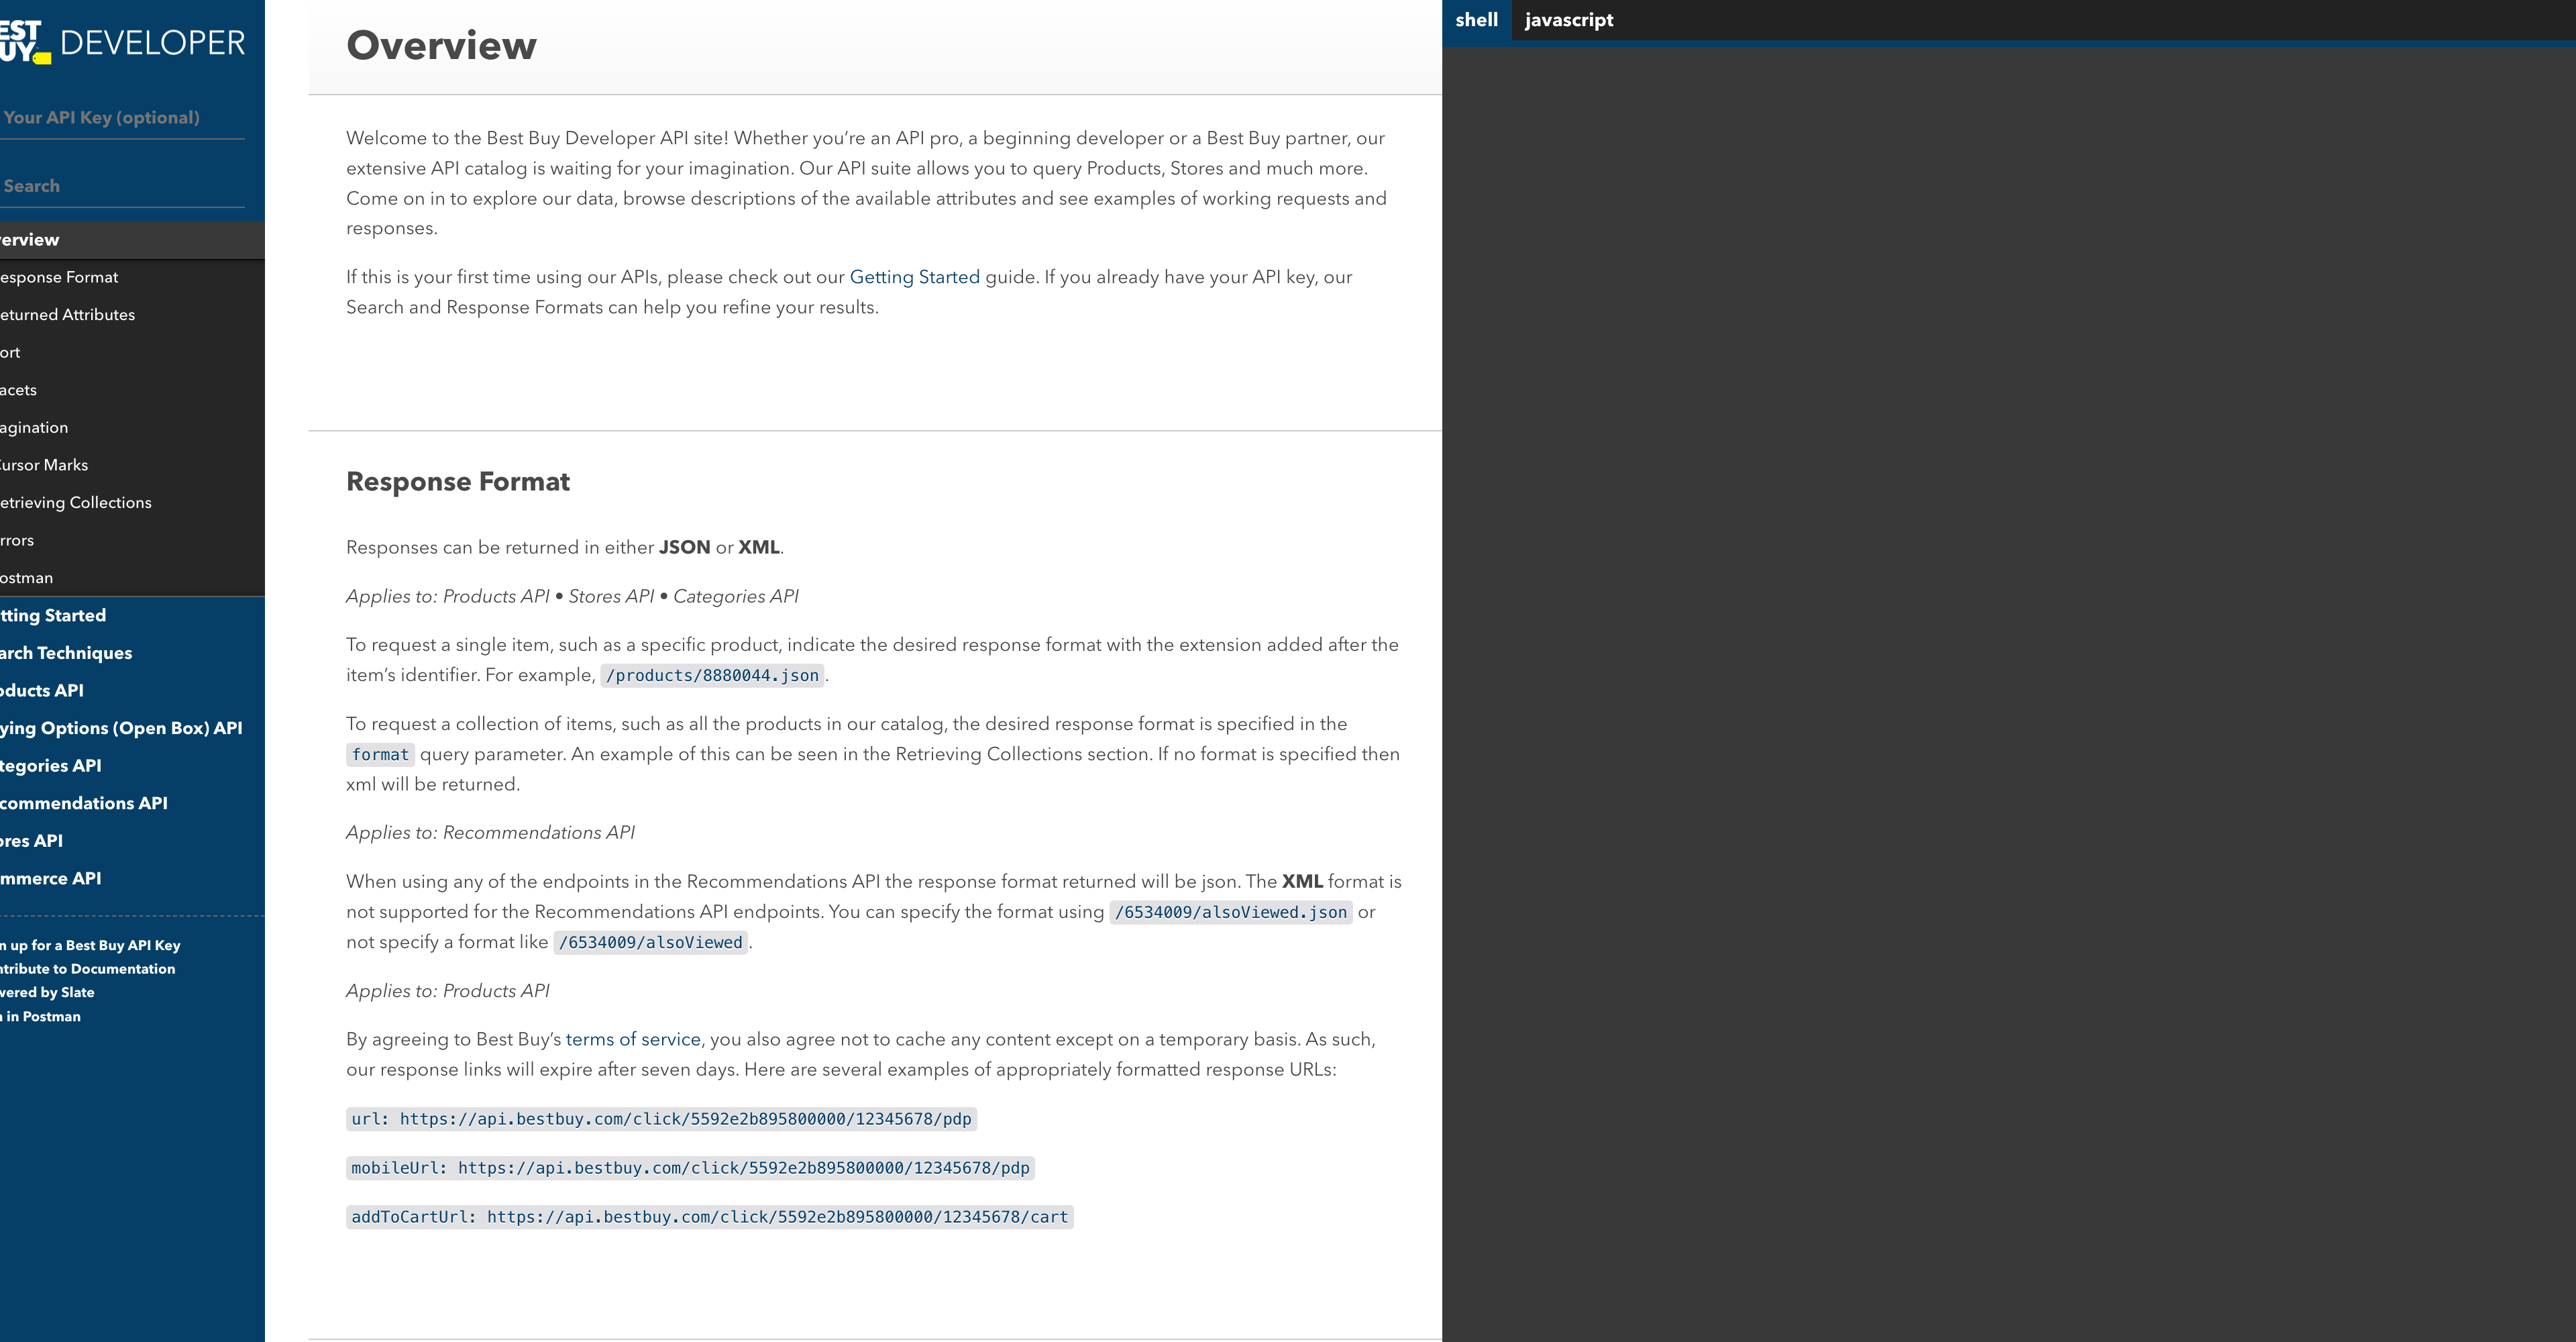 EST
UY DEVELOPER
Your API Key (optional)
Search
erview
esponse Format
eturned Attributes
ort
acets
agination
ursor Marks
etrieving Collections
rrors
ostman
tting Started
arch Techniques
oducts API
ying Options (Open Box) API
tegories API
commendations API
ores API
mmerce API
n up for a Best Buy API Key
ntribute to Documentation
wered by Slate
n in Postman
Overview
Welcome to the Best Buy Developer API site! Whether you’re an API pro, a beginning developer or a Best Buy partner, our
extensive API catalog is waiting for your imagination. Our API suite allows you to query Products, Stores and much more.
Come on in to explore our data, browse descriptions of the available attributes and see examples of working requests and
responses.
If this is your first time using our APIs, please check out our Getting Started guide. If you already have your API key, our
Search and Response Formats can help you refine your results.
Response Format
Responses can be returned in either JSON or XML.
Applies to: Products API • Stores API • Categories API
To request a single item, such as a specific product, indicate the desired response format with the extension added after the
item’s identifier. For example, /products/8880044.json.
To request a collection of items, such as all the products in our catalog, the desired response format is specified in the
format query parameter. An example of this can be seen in the Retrieving Collections section. If no format is specified then
xml will be returned.
Applies to: Recommendations API
When using any of the endpoints in the Recommendations API the response format returned will be json. The XML format is
not supported for the Recommendations API endpoints. You can specify the format using /6534009/alsoViewed.json or
not specify a format like /6534009/alsoViewed.
Applies to: Products API
By agreeing to Best Buy’s terms of service, you also agree not to cache any content except on a temporary basis. As such,
our response links will expire after seven days. Here are several examples of appropriately formatted response URLs:
url: https://api.bestbuy.com/click/5592e2b895800000/12345678/pdp
mobileUrl: https://api.bestbuy.com/click/5592e2b895800000/12345678/pdp
addToCartUrl: https://api.bestbuy.com/click/5592e2b895800000/12345678/cart
shell javascript